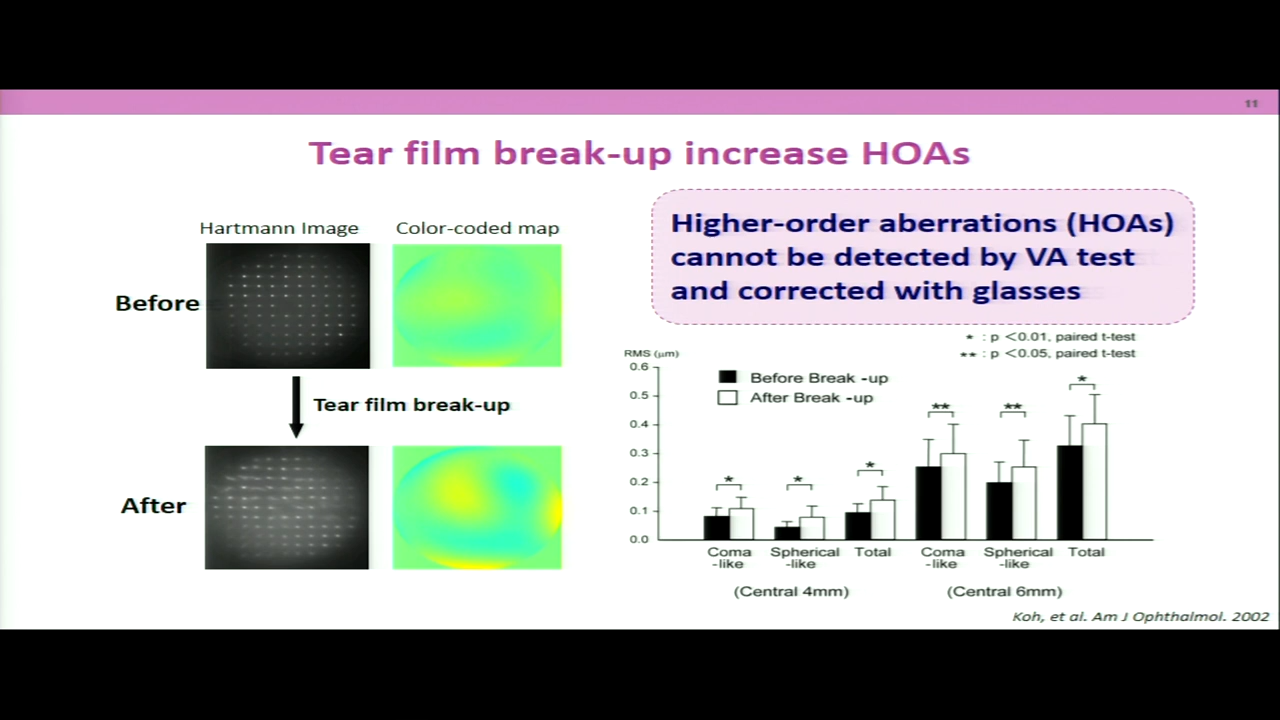 11
Tear film break-up increase HOAs
Hartmann Image
Color-coded map
Before
Tear film break-up
After
Higher-order aberrations (HOAs)
cannot be detected by VA test
and corrected with glasses
* : p <0.01, paired t-test
** : p <0.05, paired t-test
RMS (μm)
0.6
0.5
0.4
0.3
0.2
0.1
0.0
Before Break -up
After Break -up
*
*
*
**
**
*
Coma
-like
Spherical
-like
Total
Coma
-like
Spherical
-like
Total
(Central 4mm)
(Central 6mm)
Koh, et al. Am J Ophthalmol. 2002